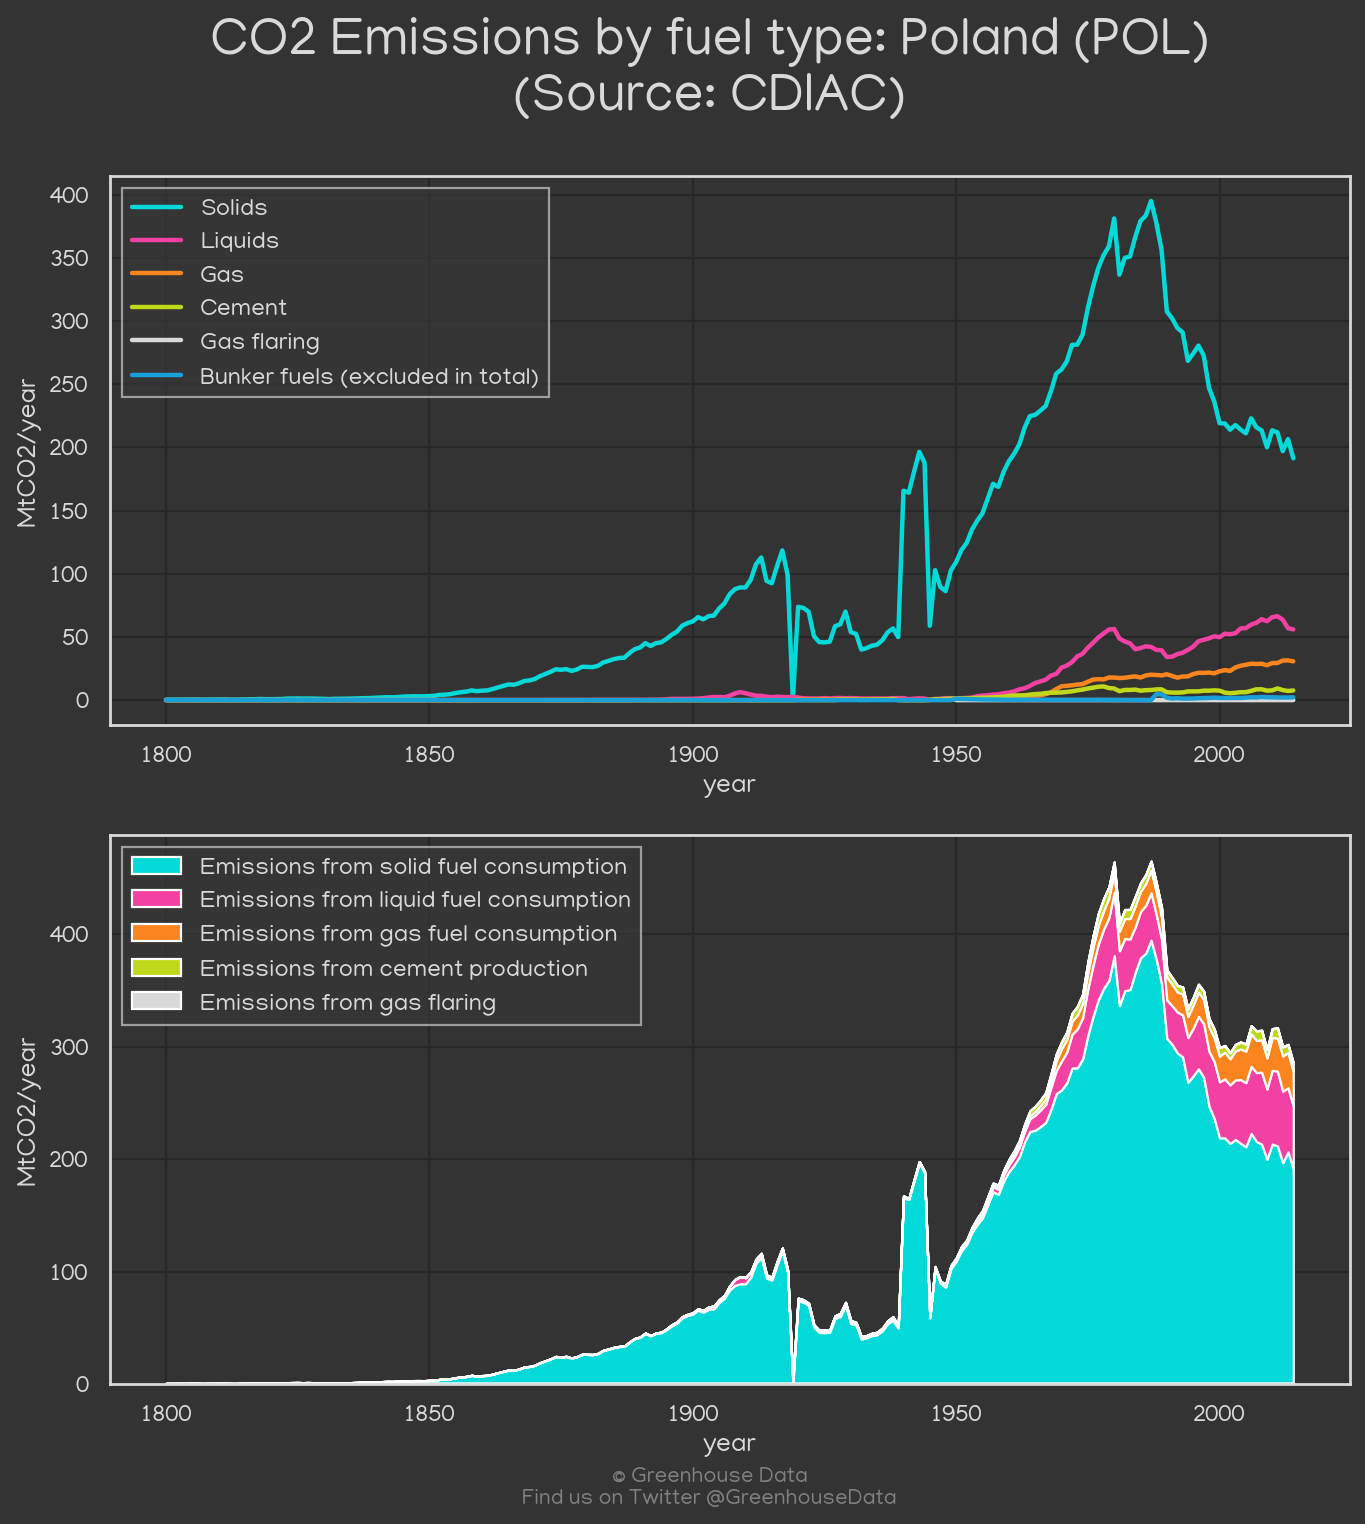 CO2 Emissions by fuel type: Poland (POL)
(Source: CDIAC)
400
350
300
250
200
150
100
50
0
MtCO2/year
Solids
Liquids
Gas
Cement
Gas flaring
Bunker fuels (excluded in total)
1800 1850 1900 1950 2000
year
400
300
200
100
0
MtCO2/year
Emissions from solid fuel consumption
Emissions from liquid fuel consumption
Emissions from gas fuel consumption
Emissions from cement production
Emissions from gas flaring
1800 1850 1900 1950 2000
year
© Greenhouse Data
Find us on Twitter @GreenhouseData